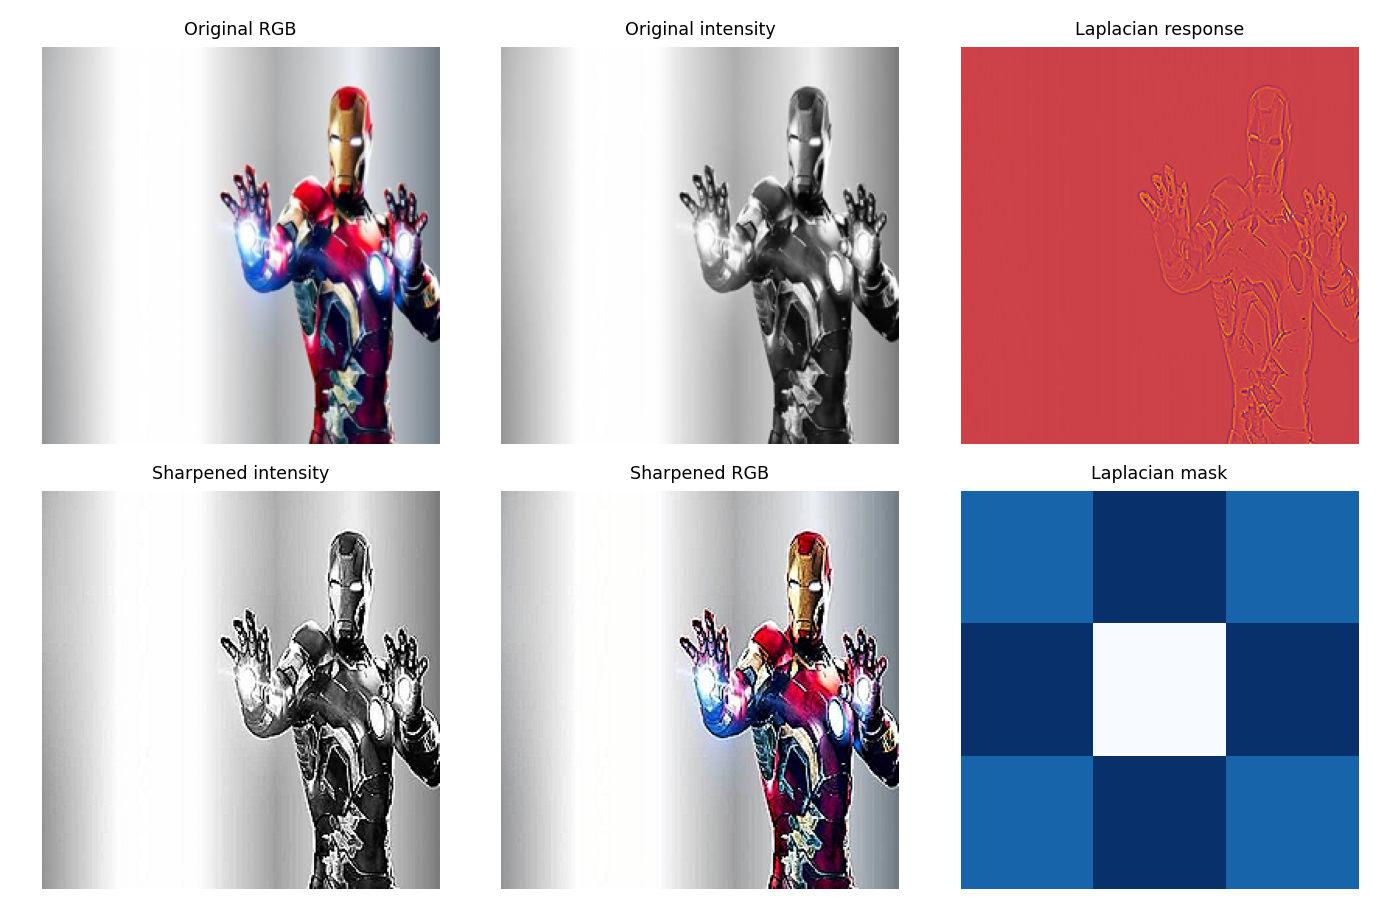 Original RGB
Original intensity
Laplacian response
Sharpened intensity
Sharpened RGB
Laplacian mask